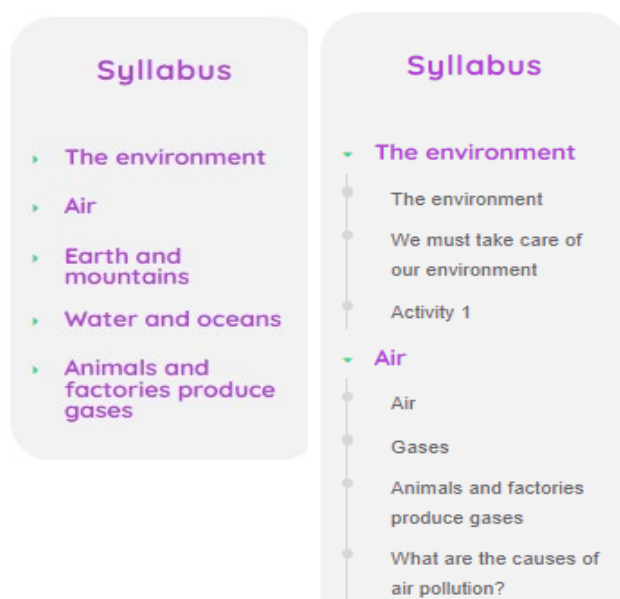 Syllabus
The environment
Air
Earth and
mountains
Water and oceans
Animals and
factories produce
gases
Syllabus
The environment
The environment
We must take care of
our environment
Activity 1
Air
Air
Gases
Animals and factories
produce gases
What are the causes of
air pollution?